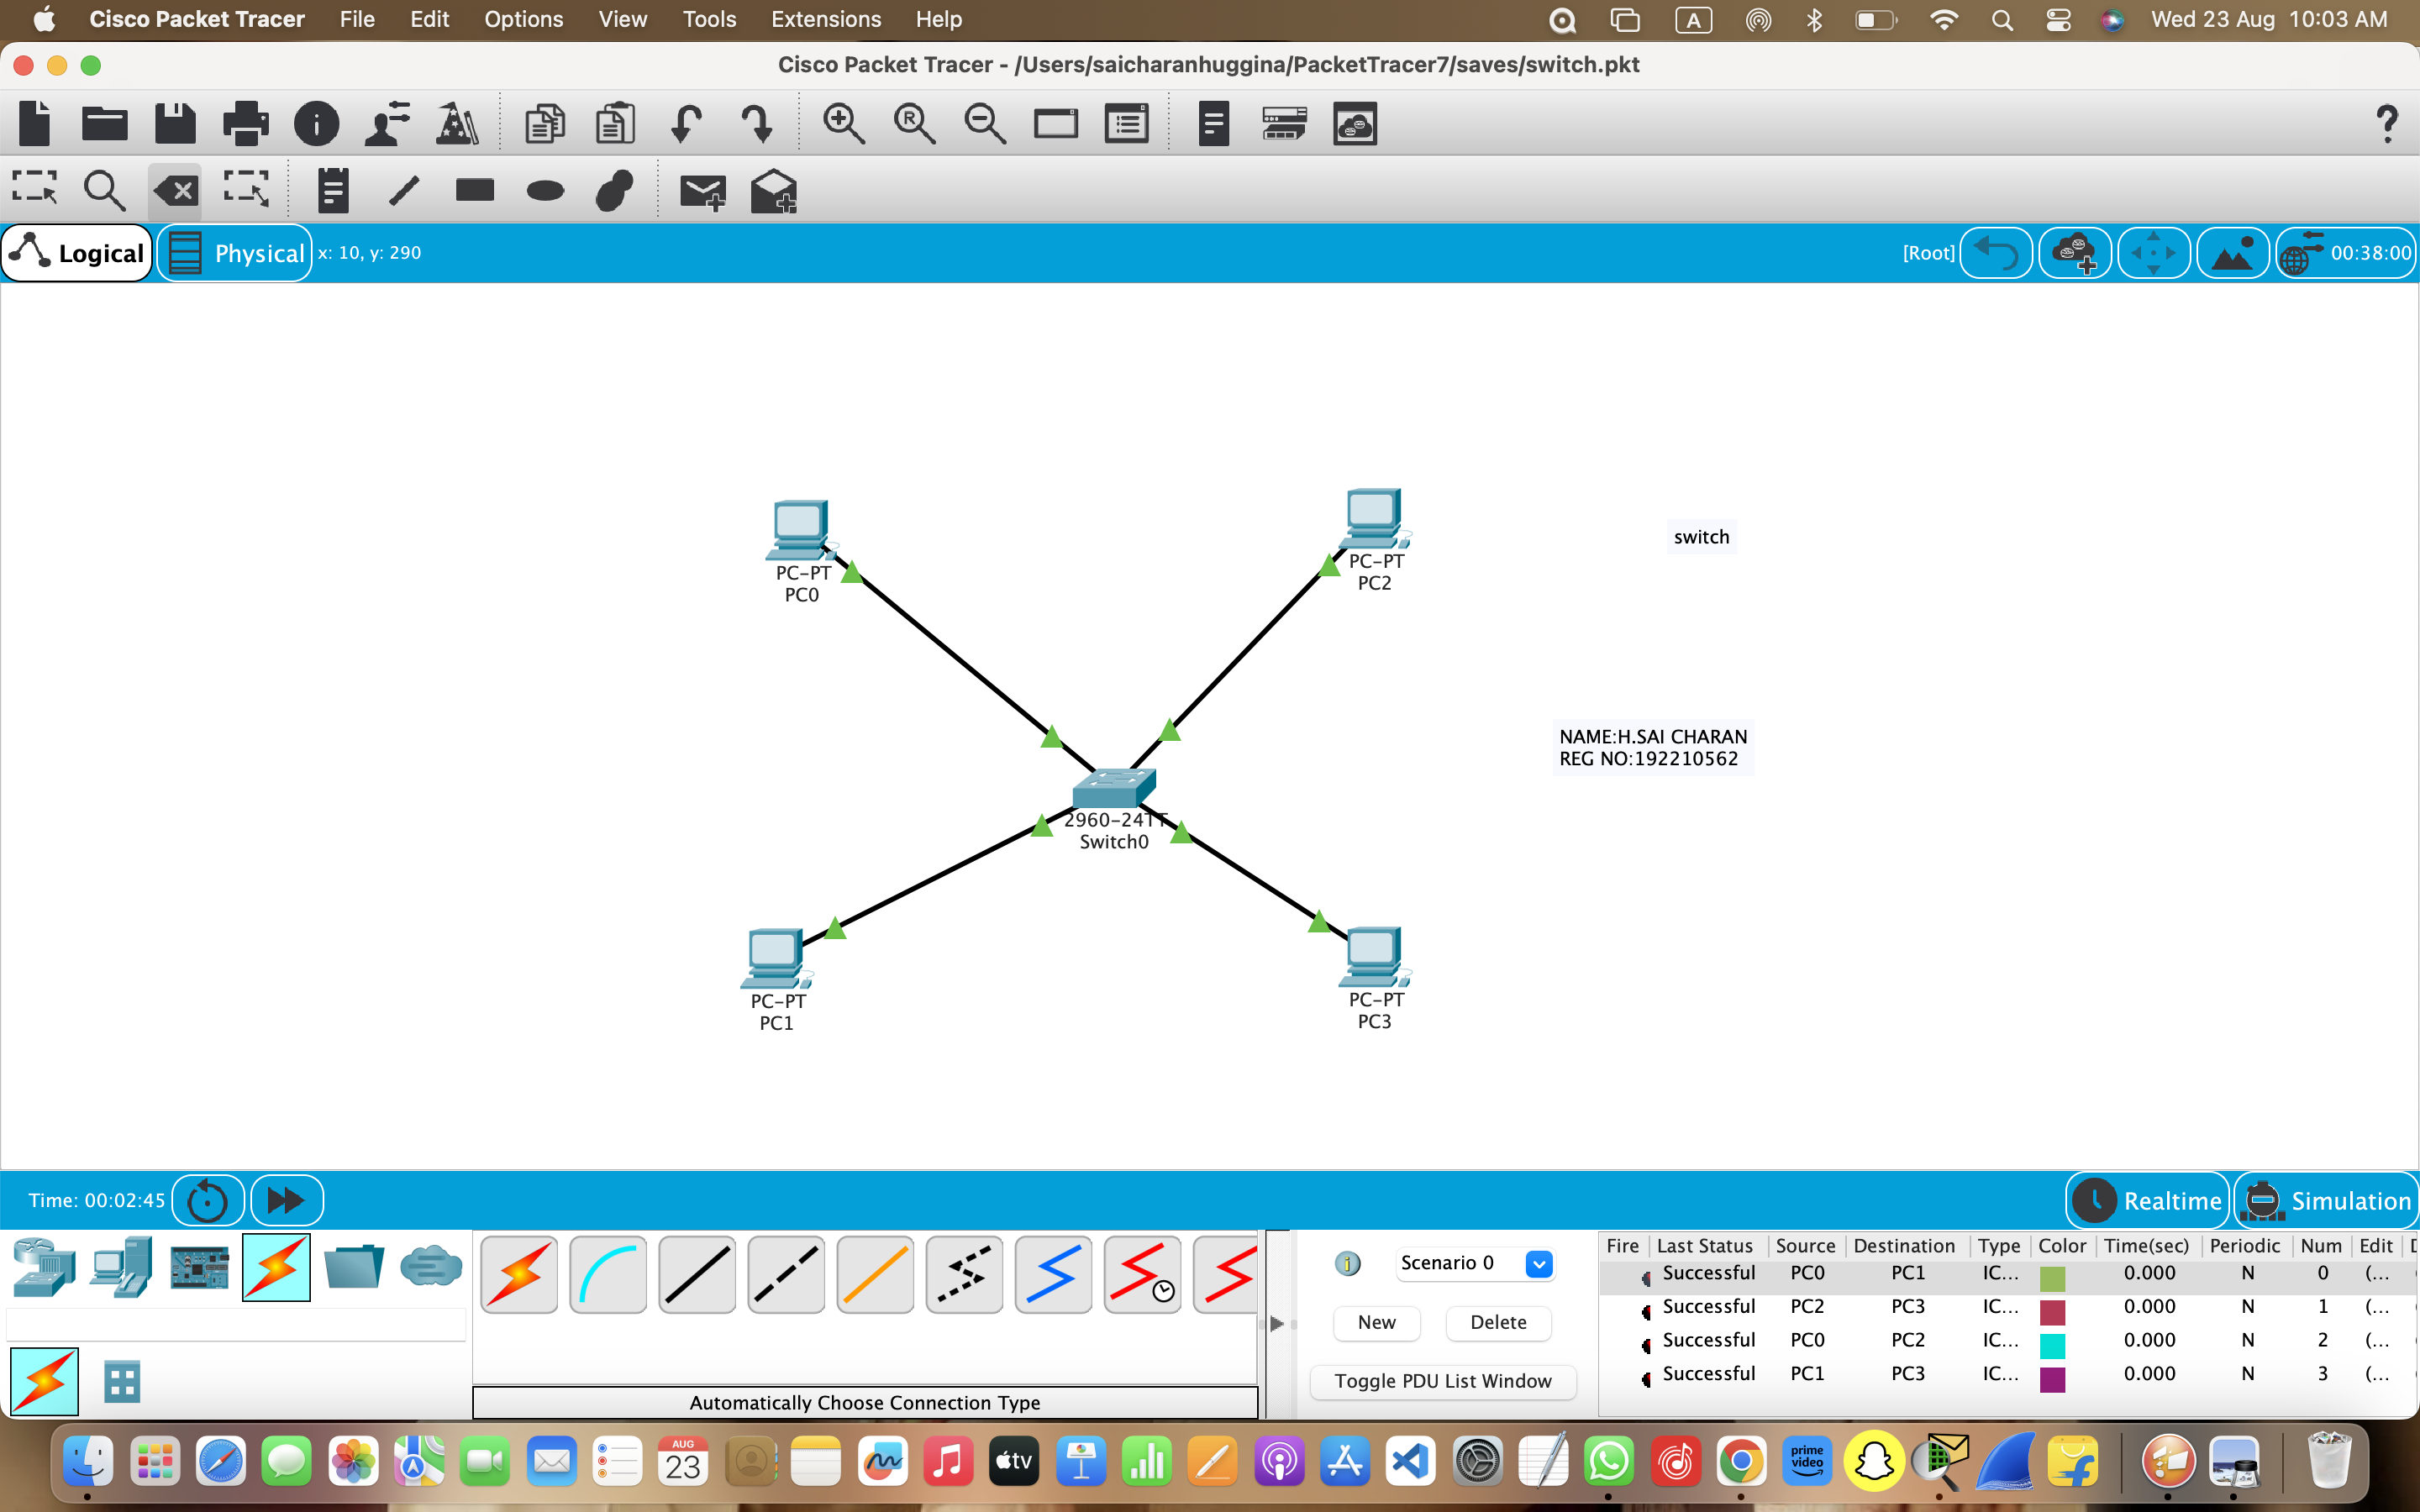 Cisco Packet Tracer File Edit Options View Tools Extensions Help A Wed 23 Aug 10:03 AM
Cisco Packet Tracer - /Users/saicharanhuggina/PacketTracer7/saves/switch.pkt
Logical Physical x: 10, y: 290 [Root] 00:38:00
PC-PT
PC0
PC-PT
PC2
switch
NAME:H.SAI CHARAN
REG NO:192210562
2960-24TT
Switch0
PC-PT
PC1
PC-PT
PC3
Time: 00:02:45 Realtime Simulation
Scenario 0
New Delete
Toggle PDU List Window
Fire Last Status Source Destination Type Color Time(sec) Periodic Num Edit
Successful PC0 PC1 IC... 0.000 N 0 (...
Successful PC2 PC3 IC... 0.000 N 1 (...
Successful PC0 PC2 IC... 0.000 N 2 (...
Successful PC1 PC3 IC... 0.000 N 3 (...
Automatically Choose Connection Type
AUG
23
tv
prime
video